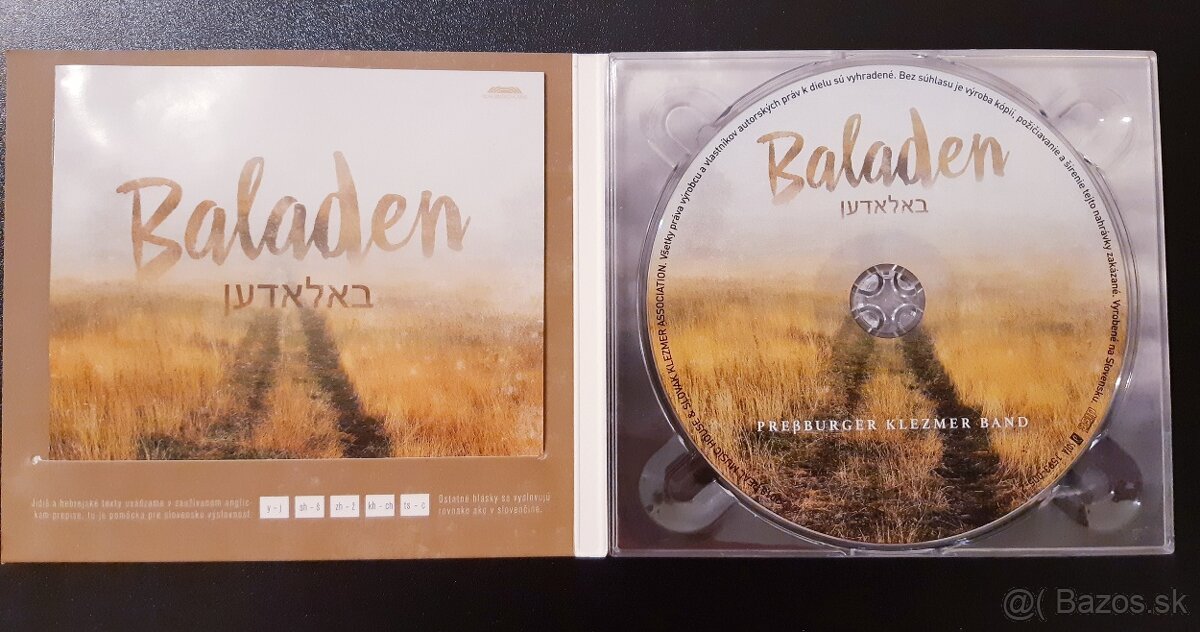 Baladen
באלאדען
Jidiš a hebrejské texty uvádzame v zaužívanom anglic-
kom prepise, tu je pomôcka pre slovenskú výslovnosť
y - j
sh - š
zh - ž
kh - ch
ts - c
Ostatné hlásky sa vyslovujú
rovnako ako v slovenčine.
HOUSE & SLOVAK KLEZMER ASSOCIATION. Všetky práva výrobcu a vlastníkov autorských práv k dielu sú vyhradené. Bez súhlasu je výroba kópií, požičiavanie a šírenie tejto nahrávky zakázané. Vyrobené na Slovensku.
Baladen
באלאדען
PREßBURGER KLEZMER BAND
@( Bazos.sk